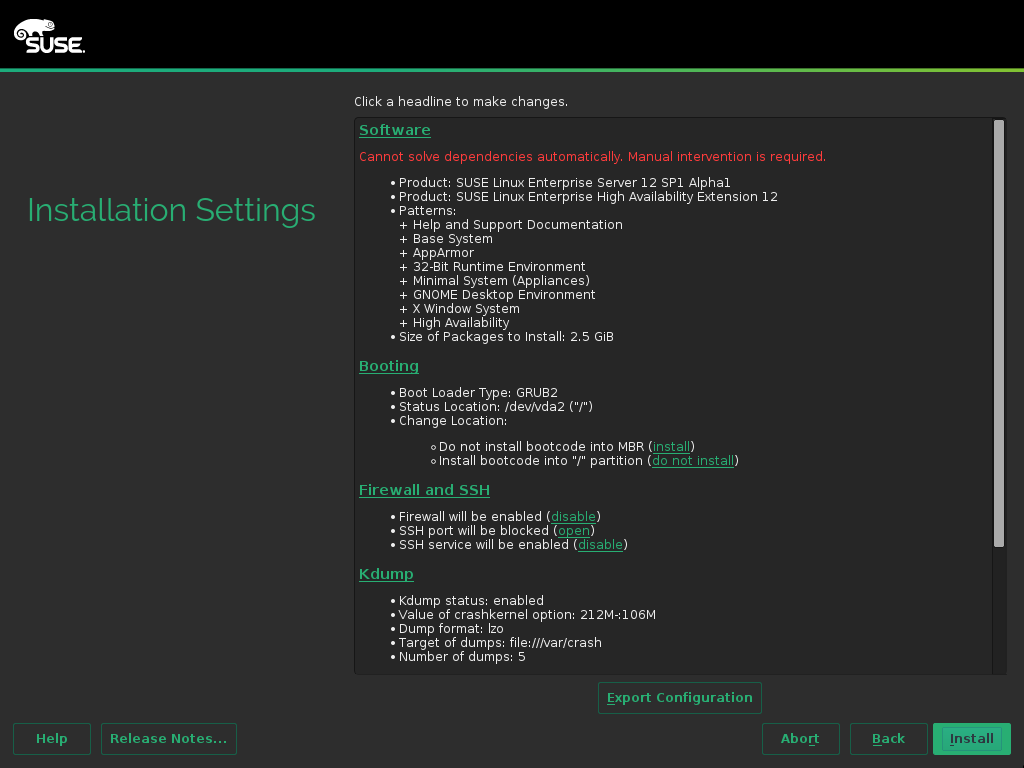 SUSE.
Click a headline to make changes.
Installation Settings
Software
Cannot solve dependencies automatically. Manual intervention is required.
• Product: SUSE Linux Enterprise Server 12 SP1 Alpha1
• Product: SUSE Linux Enterprise High Availability Extension 12
• Patterns:
+ Help and Support Documentation
+ Base System
+ AppArmor
+ 32-Bit Runtime Environment
+ Minimal System (Appliances)
+ GNOME Desktop Environment
+ X Window System
+ High Availability
• Size of Packages to Install: 2.5 GiB
Booting
• Boot Loader Type: GRUB2
• Status Location: /dev/vda2 ("/")
• Change Location:
◦ Do not install bootcode into MBR (install)
◦ Install bootcode into "/" partition (do not install)
Firewall and SSH
• Firewall will be enabled (disable)
• SSH port will be blocked (open)
• SSH service will be enabled (disable)
Kdump
• Kdump status: enabled
• Value of crashkernel option: 212M-:106M
• Dump format: lzo
• Target of dumps: file:///var/crash
• Number of dumps: 5
Export Configuration
Help
Release Notes...
Abort
Back
Install